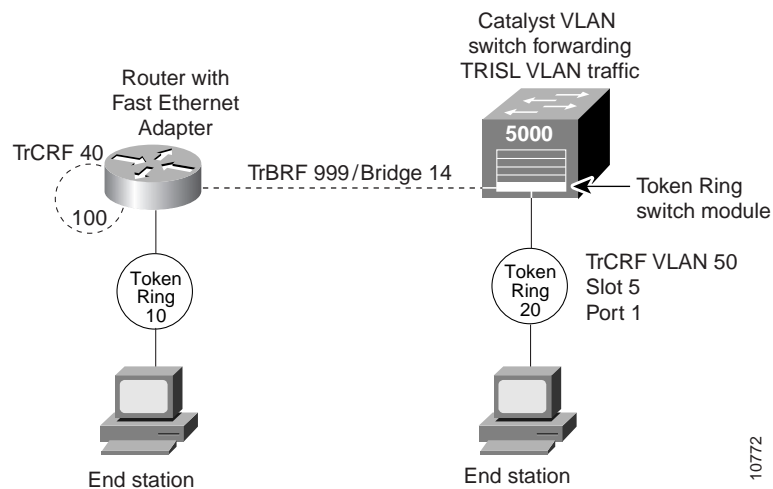 Catalyst VLAN
switch forwarding
TRISL VLAN traffic
Router with
Fast Ethernet
Adapter
5000
TrCRF 40
TrBRF 999/Bridge 14
Token Ring
switch module
100
Token
Ring
10
Token
Ring
20
TrCRF VLAN 50
Slot 5
Port 1
End station
End station
10772